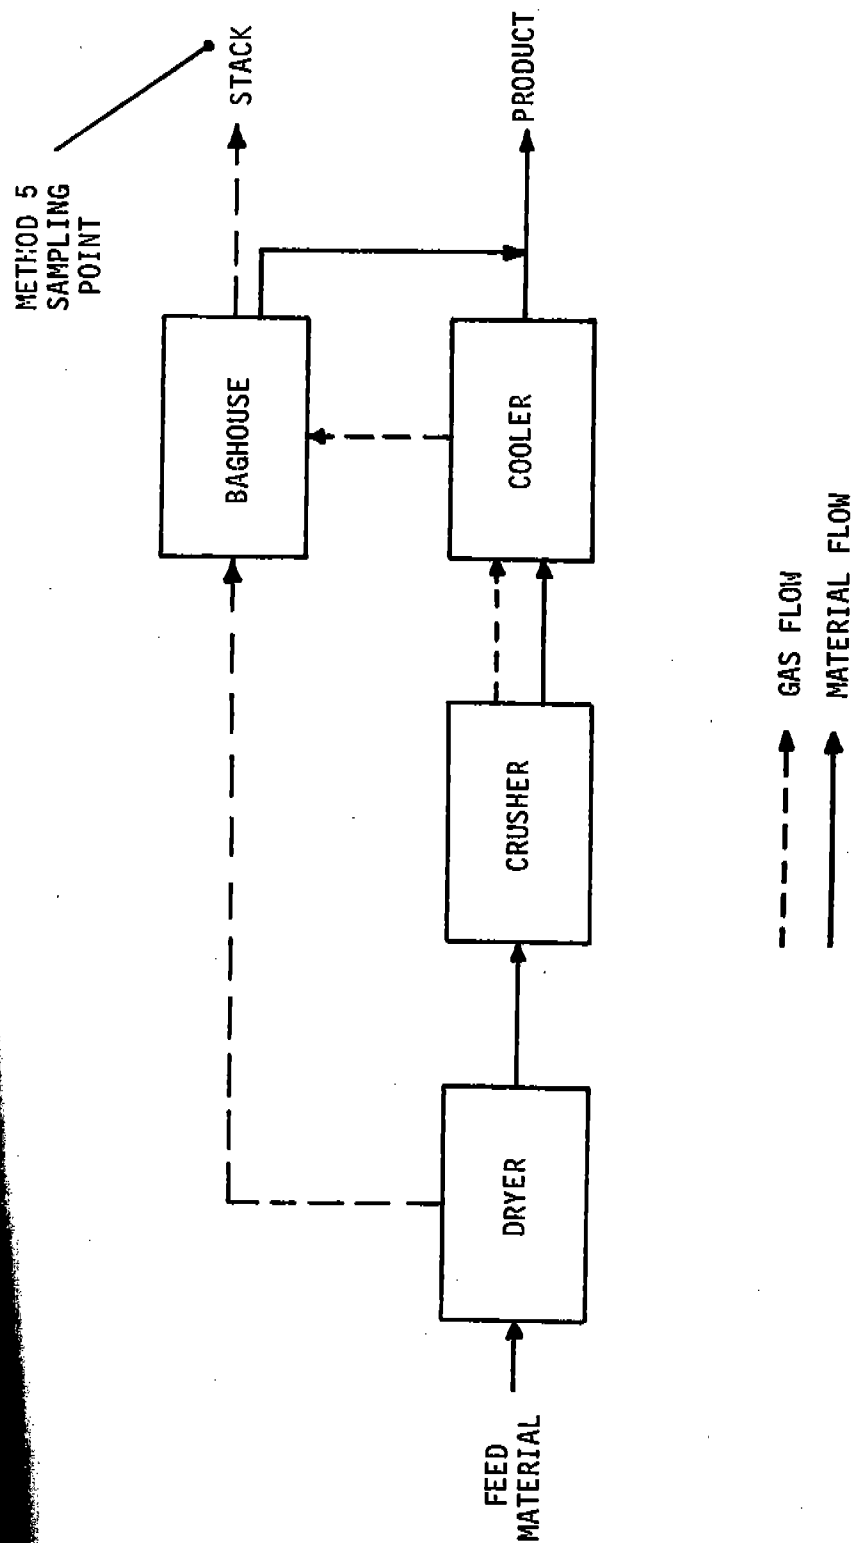 METHOD 5
SAMPLING
POINT
STACK
BAGHOUSE
PRODUCT
FEED
MATERIAL
DRYER
CRUSHER
COOLER
GAS FLOW
MATERIAL FLOW